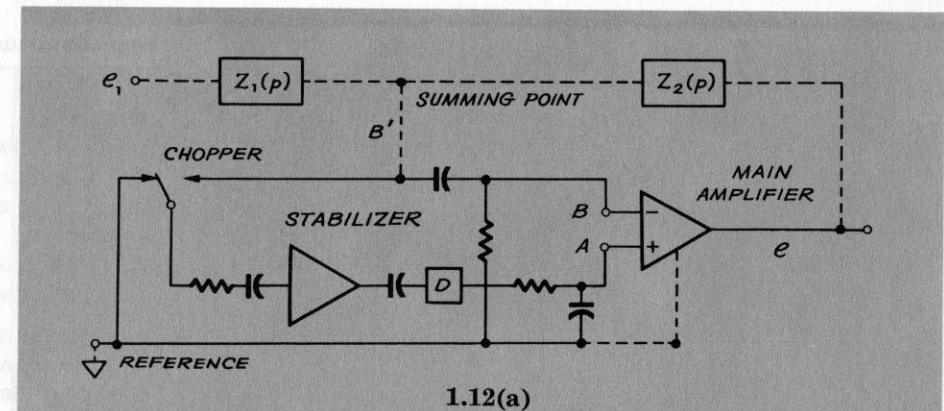 e₁
Z₁(p)
Z₂(p)
SUMMING POINT
B'
CHOPPER
MAIN
AMPLIFIER
STABILIZER
B
−
A
+
e
D
REFERENCE
1.12(a)